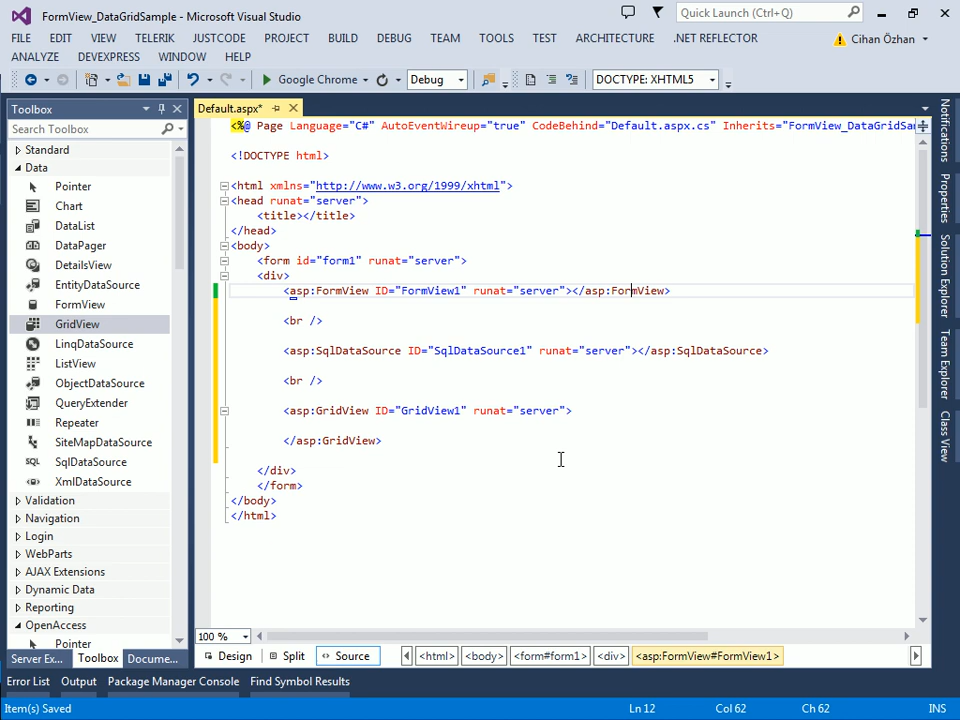 FormView_DataGridSample - Microsoft Visual Studio
Quick Launch (Ctrl+Q)
FILE EDIT VIEW TELERIK JUSTCODE PROJECT BUILD DEBUG TEAM TOOLS TEST ARCHITECTURE .NET REFLECTOR
Cihan Özhan
ANALYZE DEVEXPRESS WINDOW HELP
Google Chrome Debug DOCTYPE: XHTML5
Toolbox
Search Toolbox
Standard
Data
Pointer
Chart
DataList
DataPager
DetailsView
EntityDataSource
FormView
GridView
LinqDataSource
ListView
ObjectDataSource
QueryExtender
Repeater
SiteMapDataSource
SQL SqlDataSource
XmlDataSource
Validation
Navigation
Login
WebParts
AJAX Extensions
Dynamic Data
Reporting
OpenAccess
Pointer
Server Ex... Toolbox Docume...
Default.aspx*
<%@ Page Language="C#" AutoEventWireup="true" CodeBehind="Default.aspx.cs" Inherits="FormView_DataGridSam
<!DOCTYPE html>
<html xmlns="http://www.w3.org/1999/xhtml">
<head runat="server">
<title></title>
</head>
<body>
<form id="form1" runat="server">
<div>
<asp:FormView ID="FormView1" runat="server"></asp:FormView>
<br />
<asp:SqlDataSource ID="SqlDataSource1" runat="server"></asp:SqlDataSource>
<br />
<asp:GridView ID="GridView1" runat="server">
</asp:GridView>
</div>
</form>
</body>
</html>
100 %
Design Split Source <html> <body> <form#form1> <div> <asp:FormView#FormView1>
Notifications
Properties
Solution Explorer
Team Explorer
Class View
Error List Output Package Manager Console Find Symbol Results
Item(s) Saved Ln 12 Col 62 Ch 62 INS